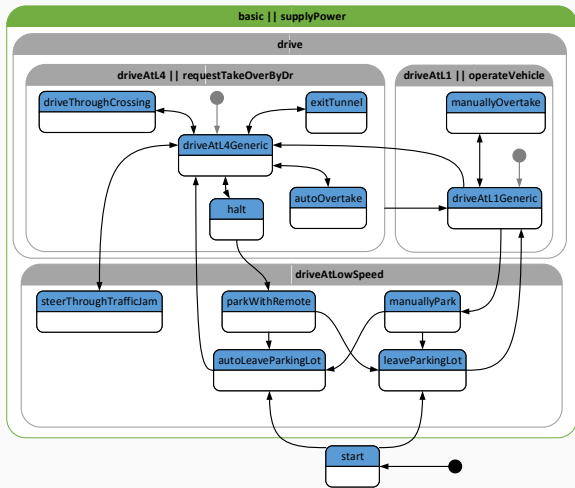 basic || supplyPower
drive
driveAtL4 || requestTakeOverByDr
driveAtL1 || operateVehicle
driveThroughCrossing
exitTunnel
manuallyOvertake
driveAtL4Generic
autoOvertake
driveAtL1Generic
halt
driveAtLowSpeed
steerThroughTrafficJam
parkWithRemote
manuallyPark
autoLeaveParkingLot
leaveParkingLot
start